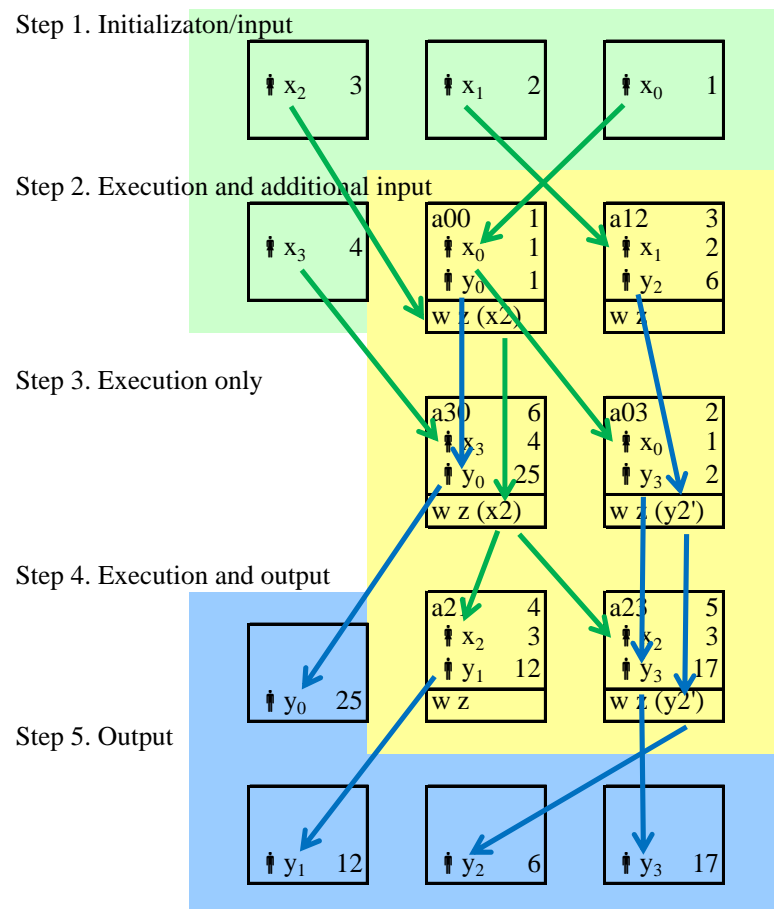 Step 1. Initializaton/input
x₂ 3
x₁ 2
x₀ 1
Step 2. Execution and additional input
x₃ 4
a00 1
x₀ 1
y₀ 1
w z (x2)
a12 3
x₁ 2
y₂ 6
w z
Step 3. Execution only
a30 6
x₃ 4
y₀ 25
w z (x2)
a03 2
x₀ 1
y₃ 2
w z (y2')
Step 4. Execution and output
y₀ 25
a21 4
x₂ 3
y₁ 12
w z
a23 5
x₂ 3
y₃ 17
w z (y2')
Step 5. Output
y₁ 12
y₂ 6
y₃ 17